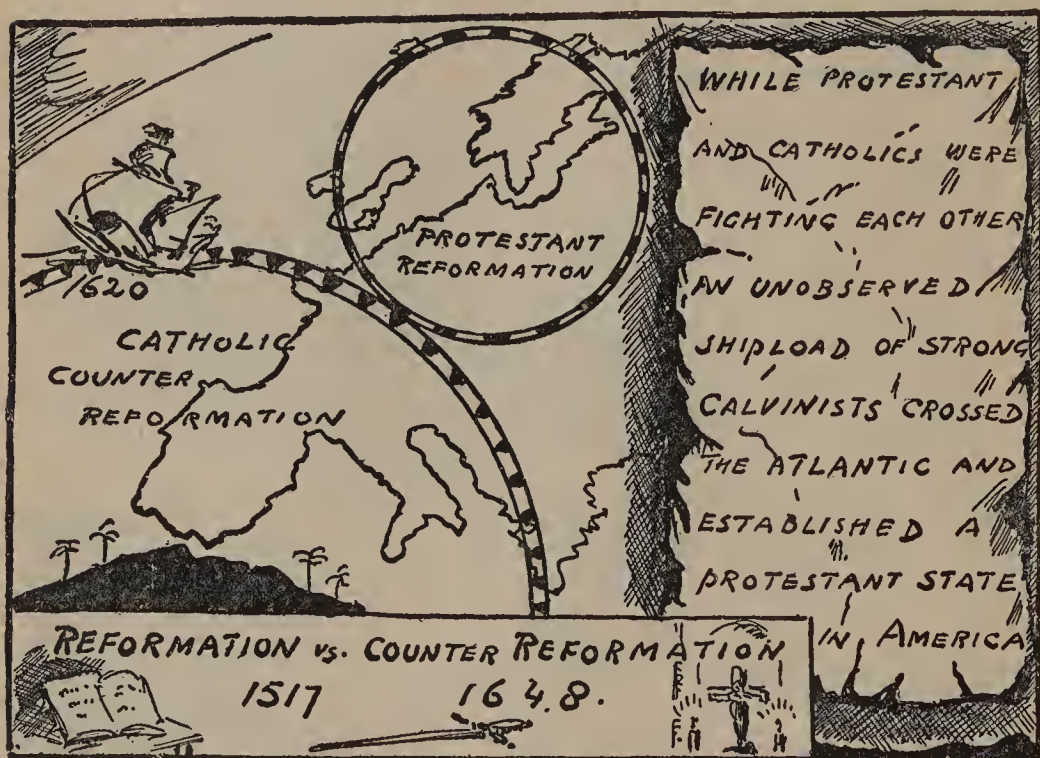 PROTESTANT
REFORMATION
1620
CATHOLIC
COUNTER
REFORMATION
WHILE PROTESTANT
AND CATHOLICS WERE
FIGHTING EACH OTHER
AN UNOBSERVED
SHIPLOAD OF STRONG
CALVINISTS CROSSED
THE ATLANTIC AND
ESTABLISHED A
PROTESTANT STATE
IN AMERICA
REFORMATION vs. COUNTER REFORMATION
1517 1648.